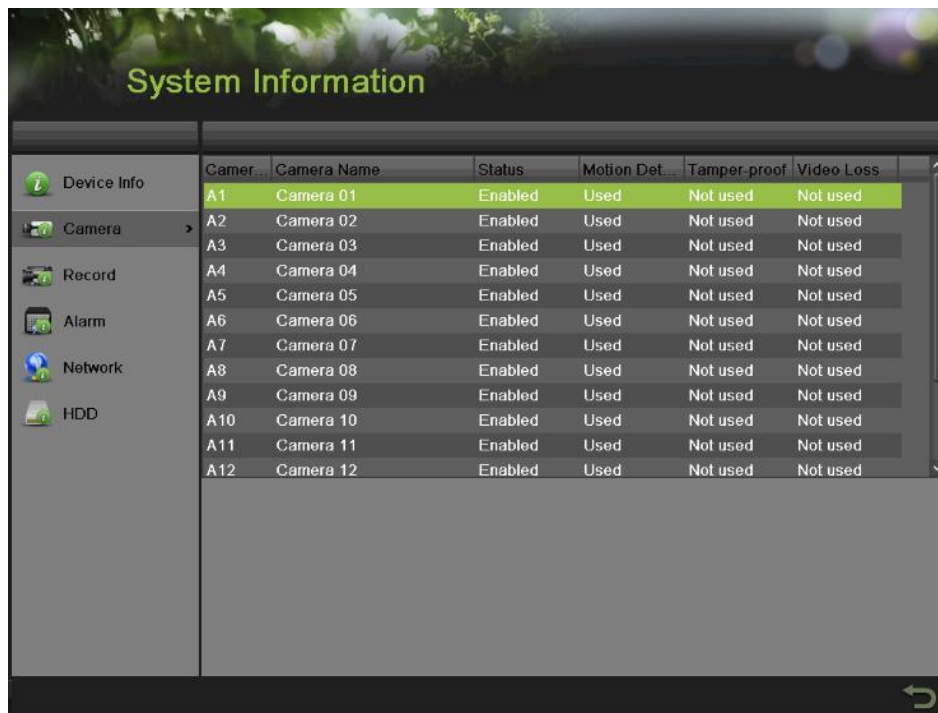 System Information
Device Info
Camera
Record
Alarm
Network
HDD
Camer... Camera Name Status Motion Det... Tamper-proof Video Loss
A1 Camera 01 Enabled Used Not used Not used
A2 Camera 02 Enabled Used Not used Not used
A3 Camera 03 Enabled Used Not used Not used
A4 Camera 04 Enabled Used Not used Not used
A5 Camera 05 Enabled Used Not used Not used
A6 Camera 06 Enabled Used Not used Not used
A7 Camera 07 Enabled Used Not used Not used
A8 Camera 08 Enabled Used Not used Not used
A9 Camera 09 Enabled Used Not used Not used
A10 Camera 10 Enabled Used Not used Not used
A11 Camera 11 Enabled Used Not used Not used
A12 Camera 12 Enabled Used Not used Not used